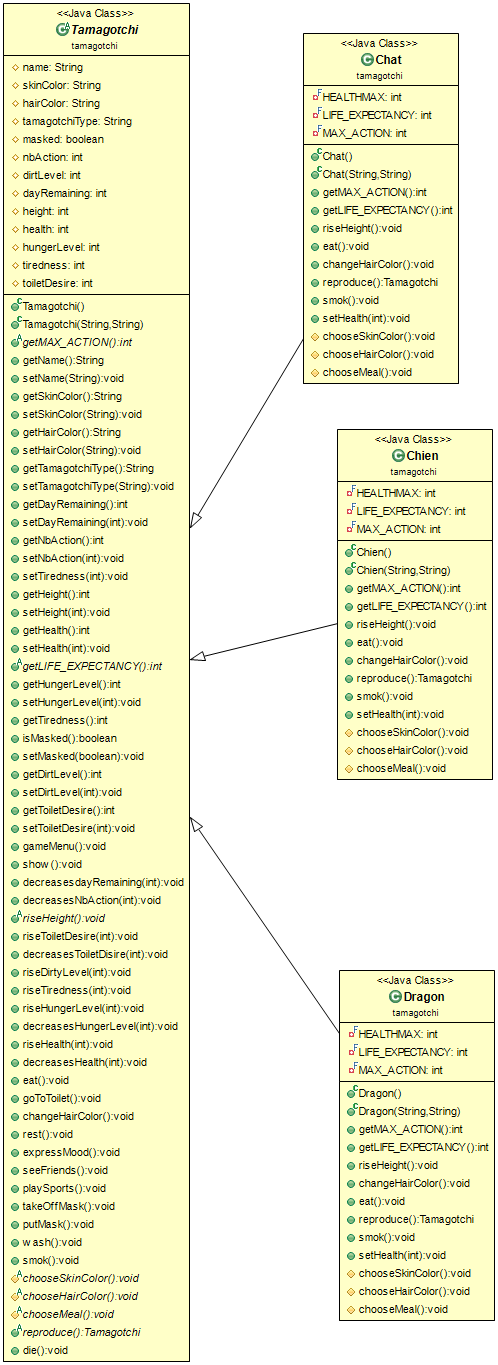 <<Java Class>>
Tamagotchi
tamagotchi
name: String
skinColor: String
hairColor: String
tamagotchiType: String
masked: boolean
nbAction: int
dirtLevel: int
dayRemaining: int
height: int
health: int
hungerLevel: int
tiredness: int
toiletDesire: int
Tamagotchi()
Tamagotchi(String,String)
getMAX_ACTION():int
getName():String
setName(String):void
getSkinColor():String
setSkinColor(String):void
getHairColor():String
setHairColor(String):void
getTamagotchiType():String
setTamagotchiType(String):void
getDayRemaining():int
setDayRemaining(int):void
getNbAction():int
setNbAction(int):void
setTiredness(int):void
getHeight():int
setHeight(int):void
getHealth():int
setHealth(int):void
getLIFE_EXPECTANCY():int
getHungerLevel():int
setHungerLevel(int):void
getTiredness():int
isMasked():boolean
setMasked(boolean):void
getDirtLevel():int
setDirtLevel(int):void
getToiletDesire():int
setToiletDesire(int):void
gameMenu():void
show():void
decreasesdayRemaining(int):void
decreasesNbAction(int):void
riseHeight():void
riseToiletDesire(int):void
decreasesToiletDisire(int):void
riseDirtyLevel(int):void
riseTiredness(int):void
riseHungerLevel(int):void
decreasesHungerLevel(int):void
riseHealth(int):void
decreasesHealth(int):void
eat():void
goToToilet():void
changeHairColor():void
rest():void
expressMood():void
seeFriends():void
playSports():void
takeOffMask():void
putMask():void
wash():void
smok():void
chooseSkinColor():void
chooseHairColor():void
chooseMeal():void
reproduce():Tamagotchi
die():void
<<Java Class>>
Chat
tamagotchi
HEALTHMAX: int
LIFE_EXPECTANCY: int
MAX_ACTION: int
Chat()
Chat(String,String)
getMAX_ACTION():int
getLIFE_EXPECTANCY():int
riseHeight():void
eat():void
changeHairColor():void
reproduce():Tamagotchi
smok():void
setHealth(int):void
chooseSkinColor():void
chooseHairColor():void
chooseMeal():void
<<Java Class>>
Chien
tamagotchi
HEALTHMAX: int
LIFE_EXPECTANCY: int
MAX_ACTION: int
Chien()
Chien(String,String)
getMAX_ACTION():int
getLIFE_EXPECTANCY():int
riseHeight():void
eat():void
changeHairColor():void
reproduce():Tamagotchi
smok():void
setHealth(int):void
chooseSkinColor():void
chooseHairColor():void
chooseMeal():void
<<Java Class>>
Dragon
tamagotchi
HEALTHMAX: int
LIFE_EXPECTANCY: int
MAX_ACTION: int
Dragon()
Dragon(String,String)
getMAX_ACTION():int
getLIFE_EXPECTANCY():int
riseHeight():void
changeHairColor():void
eat():void
reproduce():Tamagotchi
smok():void
setHealth(int):void
chooseSkinColor():void
chooseHairColor():void
chooseMeal():void